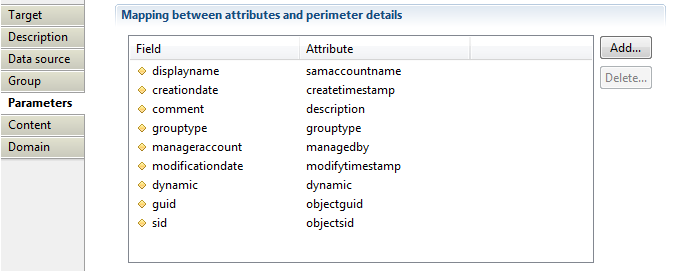 Target
Description
Data source
Group
Parameters
Content
Domain
Mapping between attributes and perimeter details
Field Attribute
displayname samaccountname
creationdate createtimestamp
comment description
grouptype grouptype
manageraccount managedby
modificationdate modifytimestamp
dynamic dynamic
guid objectguid
sid objectsid
Add...
Delete...